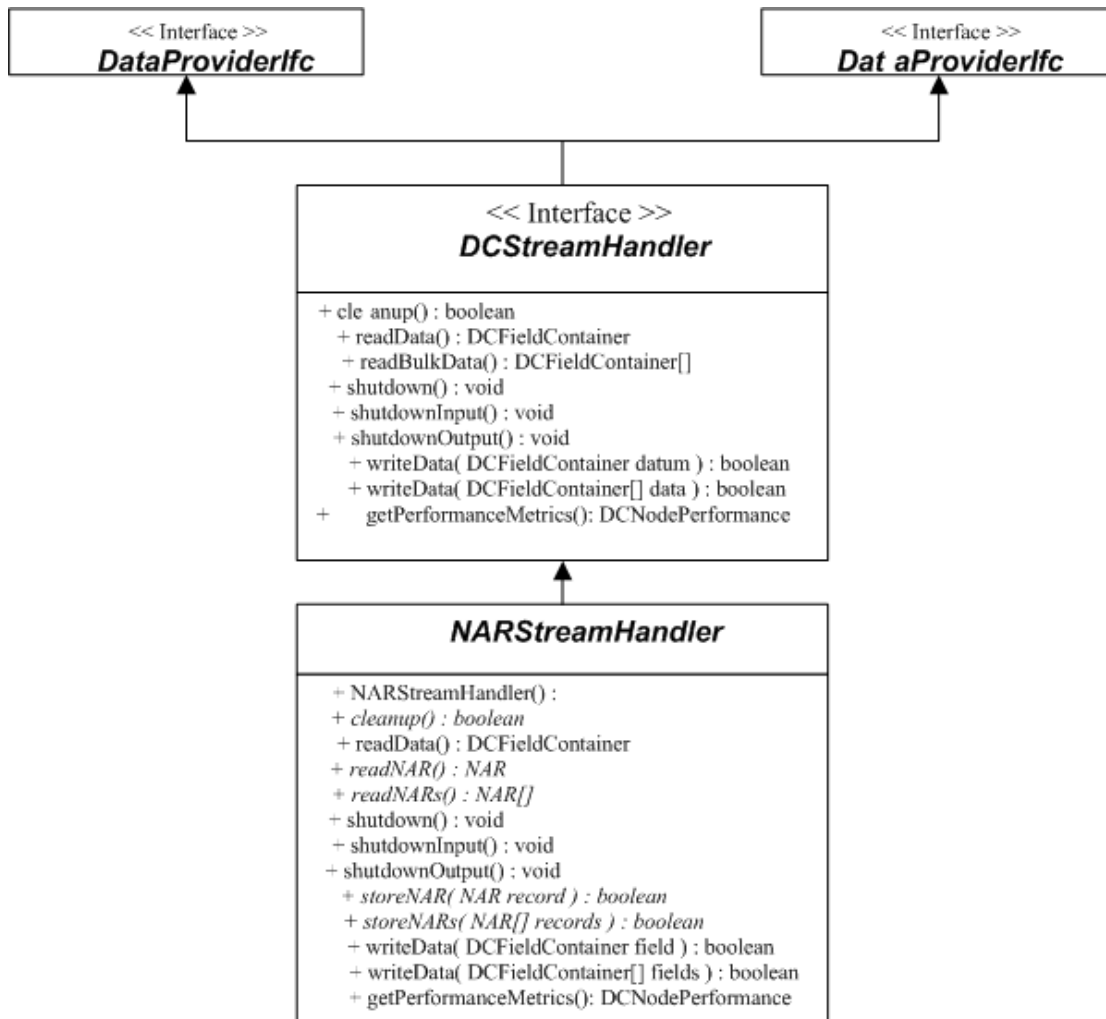 << Interface >>
DataProviderIfc
<< Interface >>
Dat aProviderIfc
<< Interface >>
DCStreamHandler
+ cle anup() : boolean
+ readData() : DCFieldContainer
+ readBulkData() : DCFieldContainer[]
+ shutdown() : void
+ shutdownInput() : void
+ shutdownOutput() : void
+ writeData( DCFieldContainer datum ) : boolean
+ writeData( DCFieldContainer[] data ) : boolean
+ getPerformanceMetrics(): DCNodePerformance
NARStreamHandler
+ NARStreamHandler() :
+ cleanup() : boolean
+ readData() : DCFieldContainer
+ readNAR() : NAR
+ readNARs() : NAR[]
+ shutdown() : void
+ shutdownInput() : void
+ shutdownOutput() : void
+ storeNAR( NAR record ) : boolean
+ storeNARs( NAR[] records ) : boolean
+ writeData( DCFieldContainer field ) : boolean
+ writeData( DCFieldContainer[] fields ) : boolean
+ getPerformanceMetrics(): DCNodePerformance